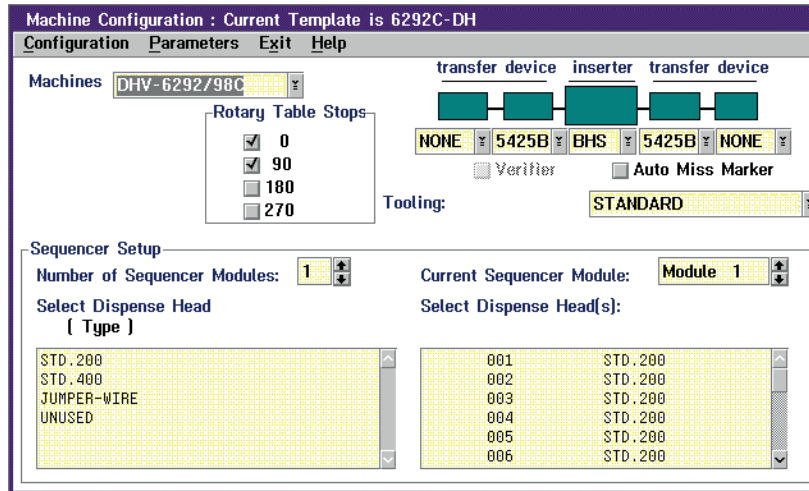 Machine Configuration : Current Template is 6292C-DH
Configuration Parameters Exit Help
transfer device inserter transfer device
Machines DHV-6292/98C
Rotary Table Stops
0
90
180
270
NONE 5425B BHS 5425B NONE
Verifier Auto Miss Marker
Tooling: STANDARD
Sequencer Setup
Number of Sequencer Modules: 1 Current Sequencer Module: Module 1
Select Dispense Head Select Dispense Head(s):
( Type )
STD.200 001 STD.200
STD.400 002 STD.200
JUMPER-WIRE 003 STD.200
UNUSED 004 STD.200
005 STD.200
006 STD.200